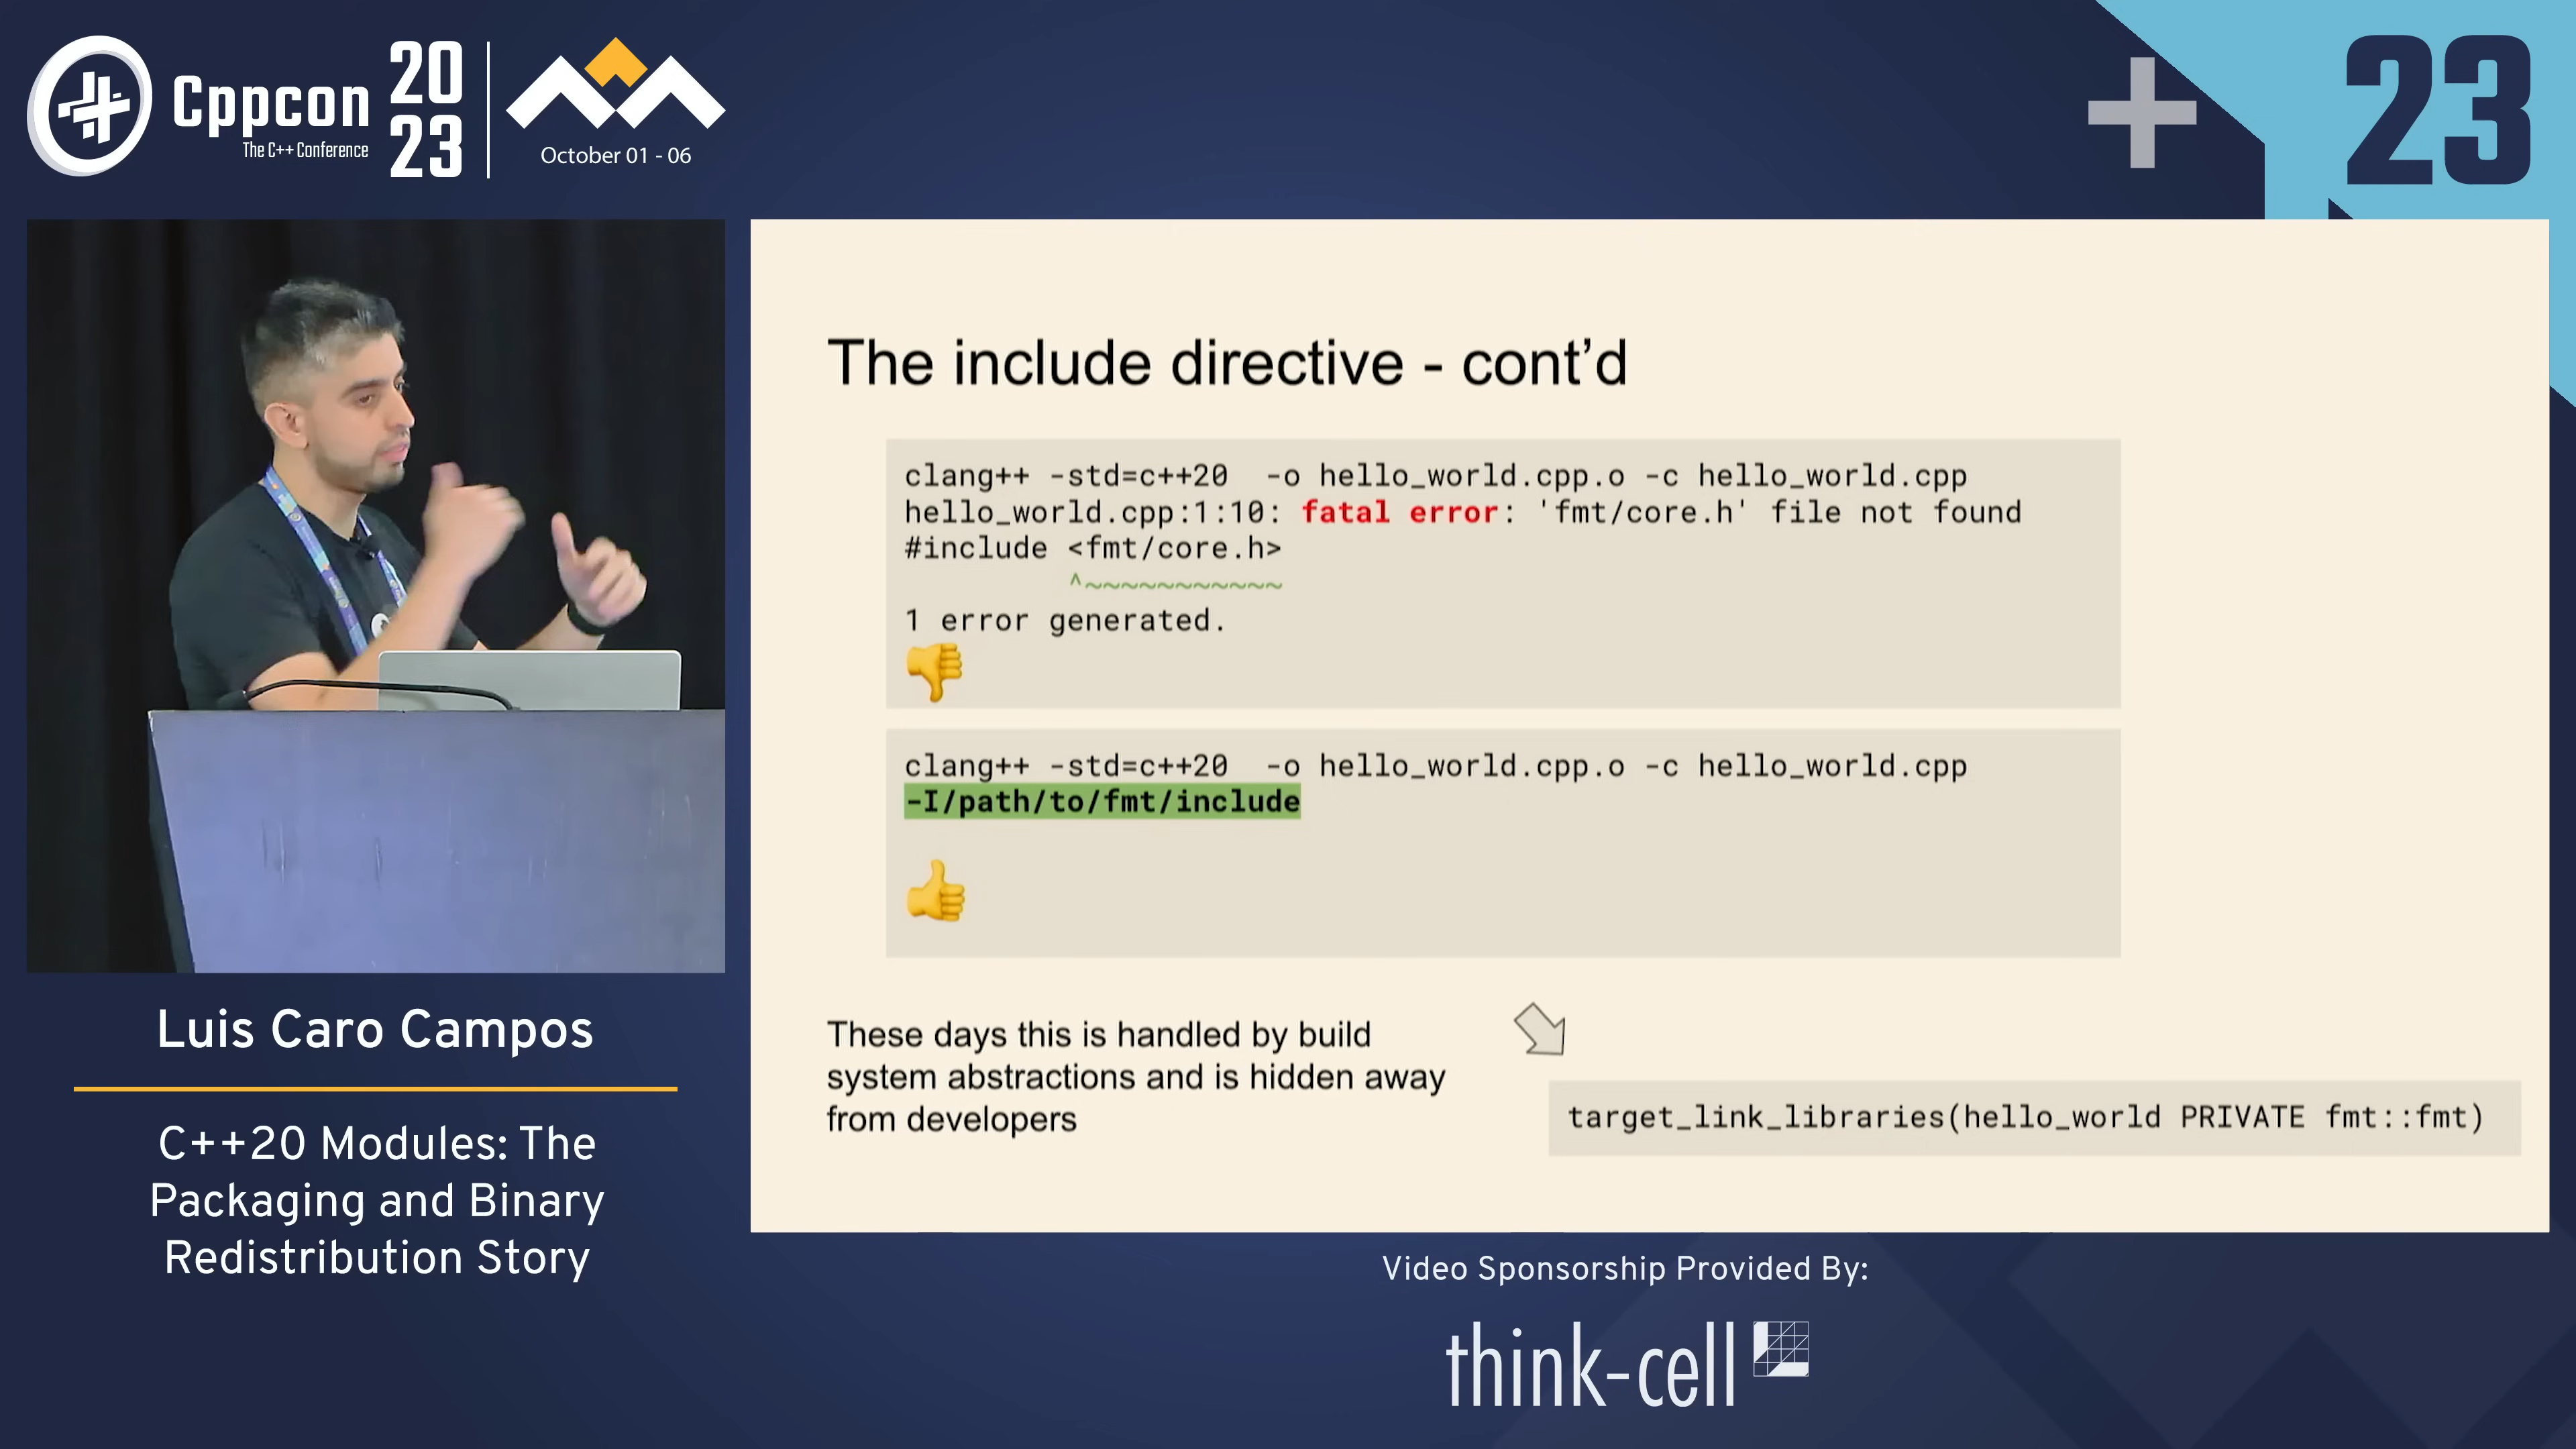 Cppcon
The C++ Conference
20
23
October 01 - 06
23
The include directive - cont’d
clang++ -std=c++20  -o hello_world.cpp.o -c hello_world.cpp
hello_world.cpp:1:10: fatal error: 'fmt/core.h' file not found
#include <fmt/core.h>
^~~~~~~~~~~~
1 error generated.
clang++ -std=c++20  -o hello_world.cpp.o -c hello_world.cpp
-I/path/to/fmt/include
These days this is handled by build
system abstractions and is hidden away
from developers
target_link_libraries(hello_world PRIVATE fmt::fmt)
Luis Caro Campos
C++20 Modules: The
Packaging and Binary
Redistribution Story
Video Sponsorship Provided By:
think-cell